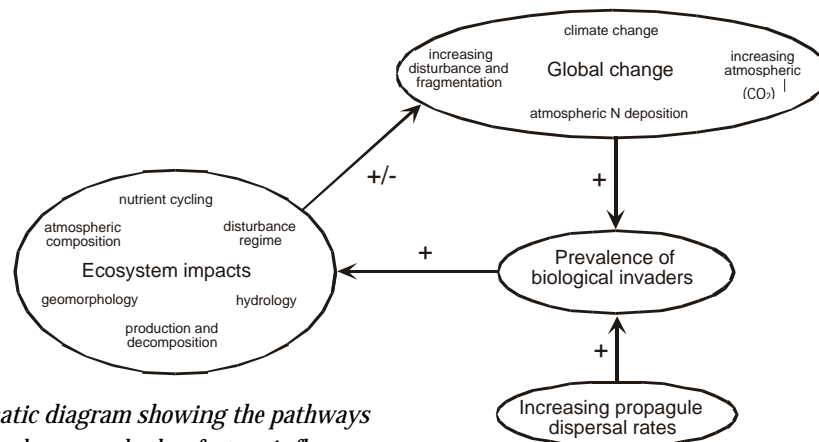 climate change
increasing
disturbance and
fragmentation
Global change
increasing
atmospheric
(CO₂)
atmospheric N deposition
+/-
+
nutrient cycling
atmospheric
composition
disturbance
regime
Ecosystem impacts
geomorphology
hydrology
production and
decomposition
+
Prevalence of
biological invaders
+
Increasing propagule
dispersal rates
diagram showing the pathways